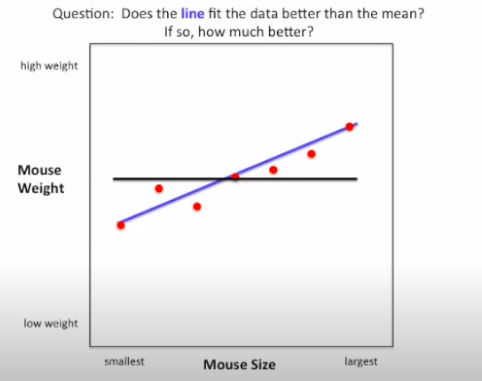 Question:  Does the line fit the data better than the mean?
If so, how much better?
high weight
Mouse
Weight
low weight
smallest
Mouse Size
largest